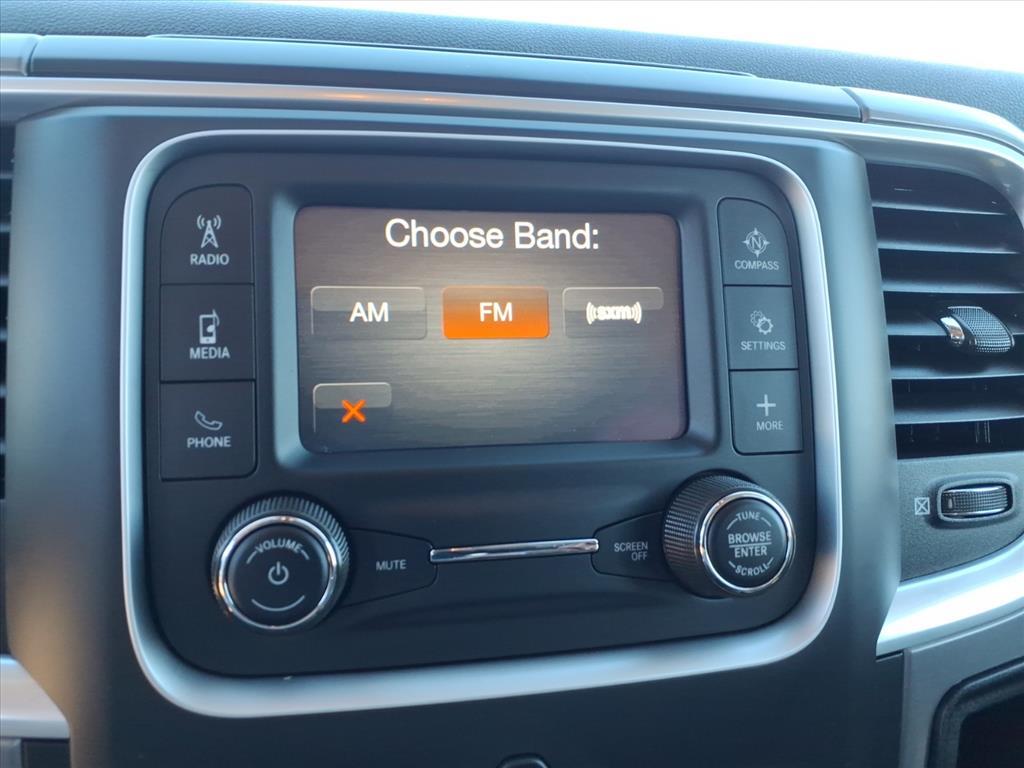 Choose Band:
AM
FM
((SXM))
RADIO
MEDIA
PHONE
N
COMPASS
SETTINGS
MORE
VOLUME
MUTE
SCREEN
OFF
TUNE
BROWSE
ENTER
SCROLL